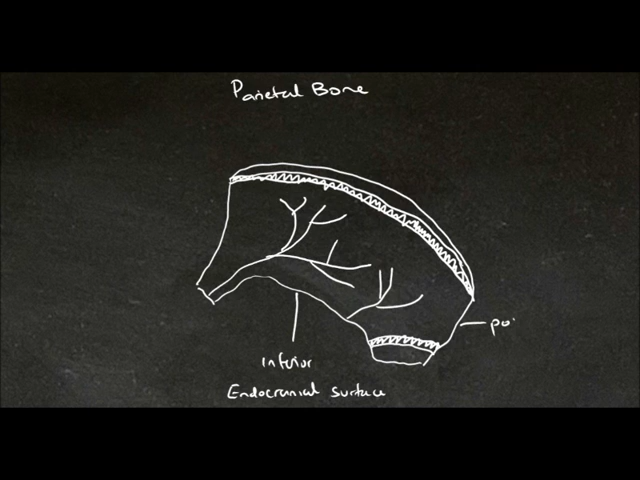 Parietal Bone
po
Inferior
Endocranial Surface